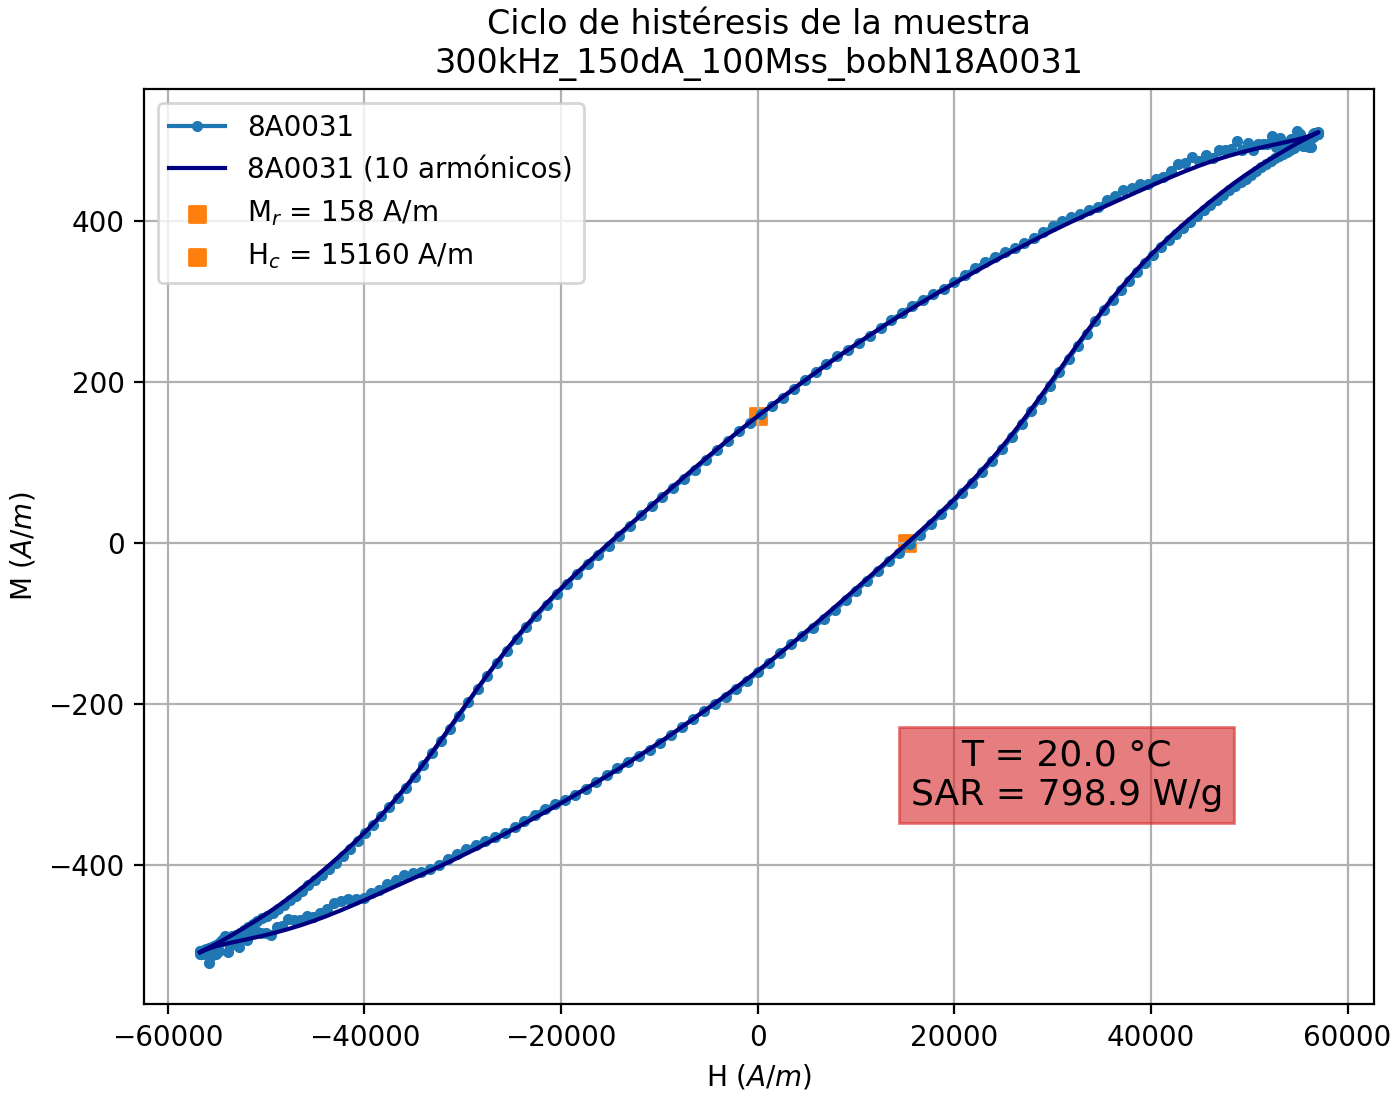 Ciclo de histéresis de la muestra
300kHz_150dA_100Mss_bobN18A0031
8A0031
8A0031 (10 armónicos)
M_r = 158 A/m
H_c = 15160 A/m
M (A/m)
400
200
0
−200
−400
T = 20.0 °C
SAR = 798.9 W/g
−60000 −40000 −20000 0 20000 40000 60000
H (A/m)